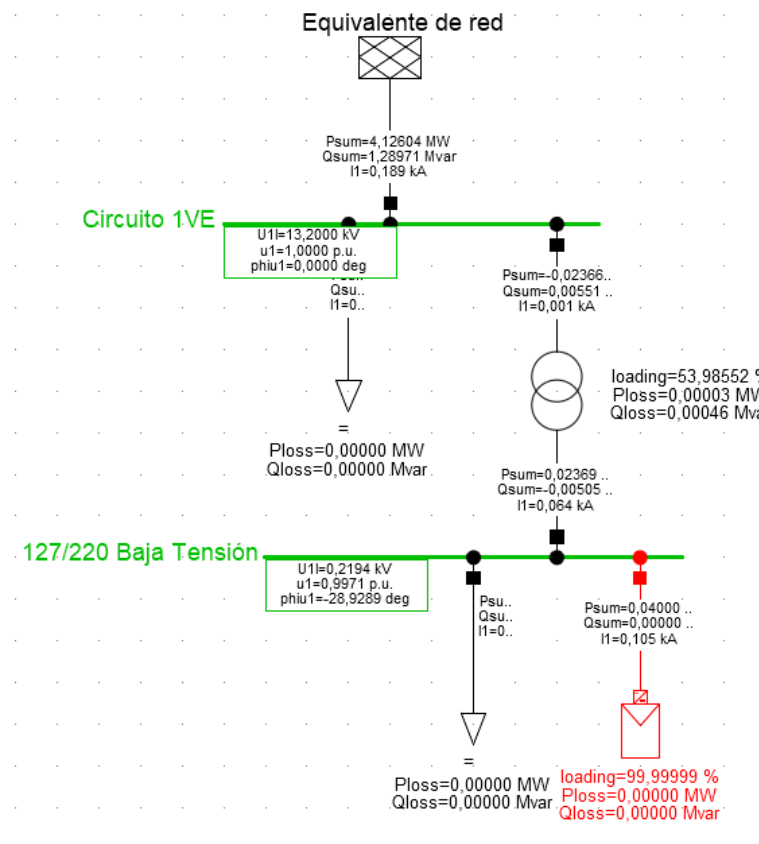 Equivalente de red
Psum=4,12604 MW
Qsum=1,28971 Mvar
I1=0,189 kA
Circuito 1VE
U1l=13,2000 kV
u1=1,0000 p.u.
phiu1=0,0000 deg
Qsu..
I1=0..
Psum=-0,02366..
Qsum=0,00551 ..
I1=0,001 kA
loading=53,98552 %
Ploss=0,00003 MW
Qloss=0,00046 Mva
=
Ploss=0,00000 MW
Qloss=0,00000 Mvar
Psum=0,02369 ..
Qsum=-0,00505 ..
I1=0,064 kA
127/220 Baja Tensión
U1l=0,2194 kV
u1=0,9971 p.u.
phiu1=-28,9289 deg
Psu..
Qsu..
I1=0..
Psum=0,04000 ..
Qsum=0,00000 ..
I1=0,105 kA
=
Ploss=0,00000 MW
Qloss=0,00000 Mvar
loading=99,99999 %
Ploss=0,00000 MW
Qloss=0,00000 Mvar